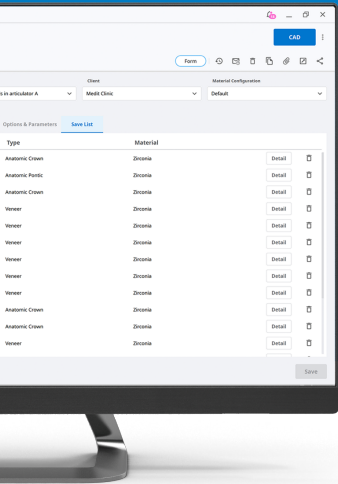 CAD
Form
Client
Material Configuration
s in articulator A
Medit Clinic
Default
Options & Parameters
Save List
Type Material
Anatomic Crown Zirconia Detail
Anatomic Pontic Zirconia Detail
Anatomic Crown Zirconia Detail
Veneer Zirconia Detail
Veneer Zirconia Detail
Veneer Zirconia Detail
Veneer Zirconia Detail
Veneer Zirconia Detail
Veneer Zirconia Detail
Anatomic Crown Zirconia Detail
Anatomic Crown Zirconia Detail
Veneer Zirconia Detail
Save